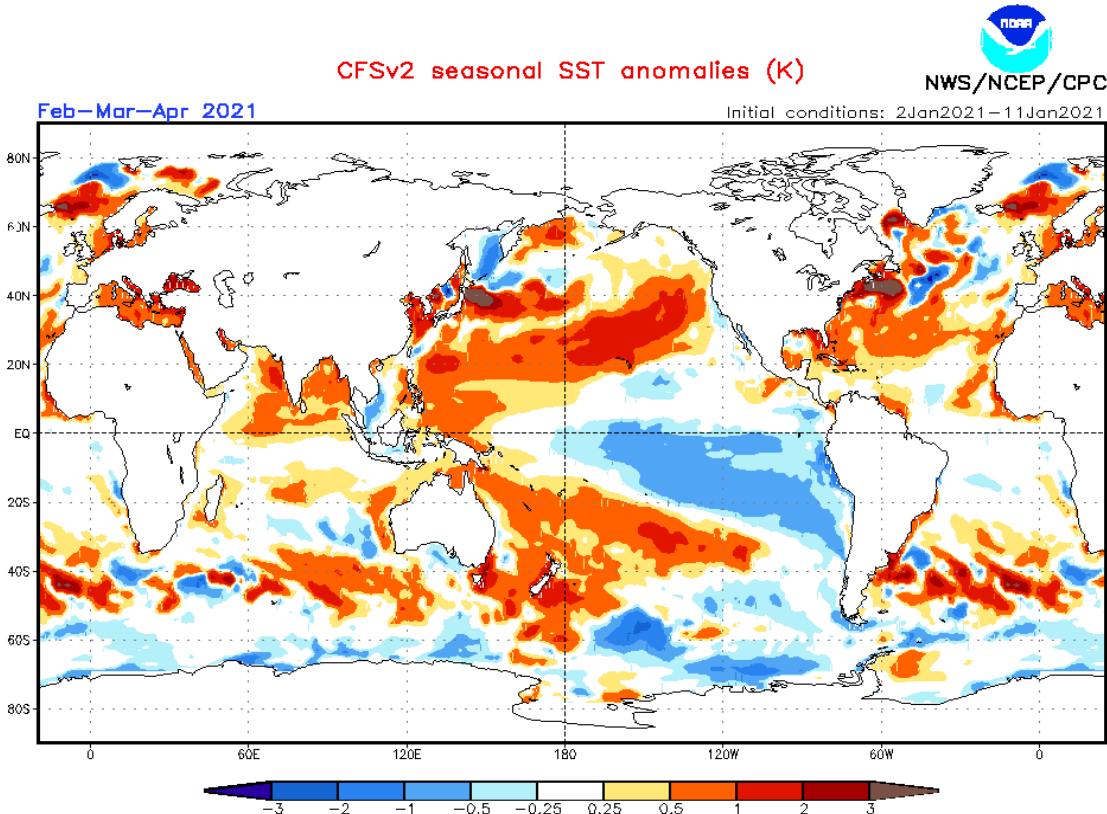 NOAA
CFSv2 seasonal SST anomalies (K)
NWS/NCEP/CPC
Feb-Mar-Apr 2021
Initial conditions: 2Jan2021-11Jan2021
80N
60N
40N
20N
EQ
20S
40S
60S
80S
0 60E 120E 180 120W 60W 0
-3 -2 -1 -0.5 -0.25 0.25 0.5 1 2 3